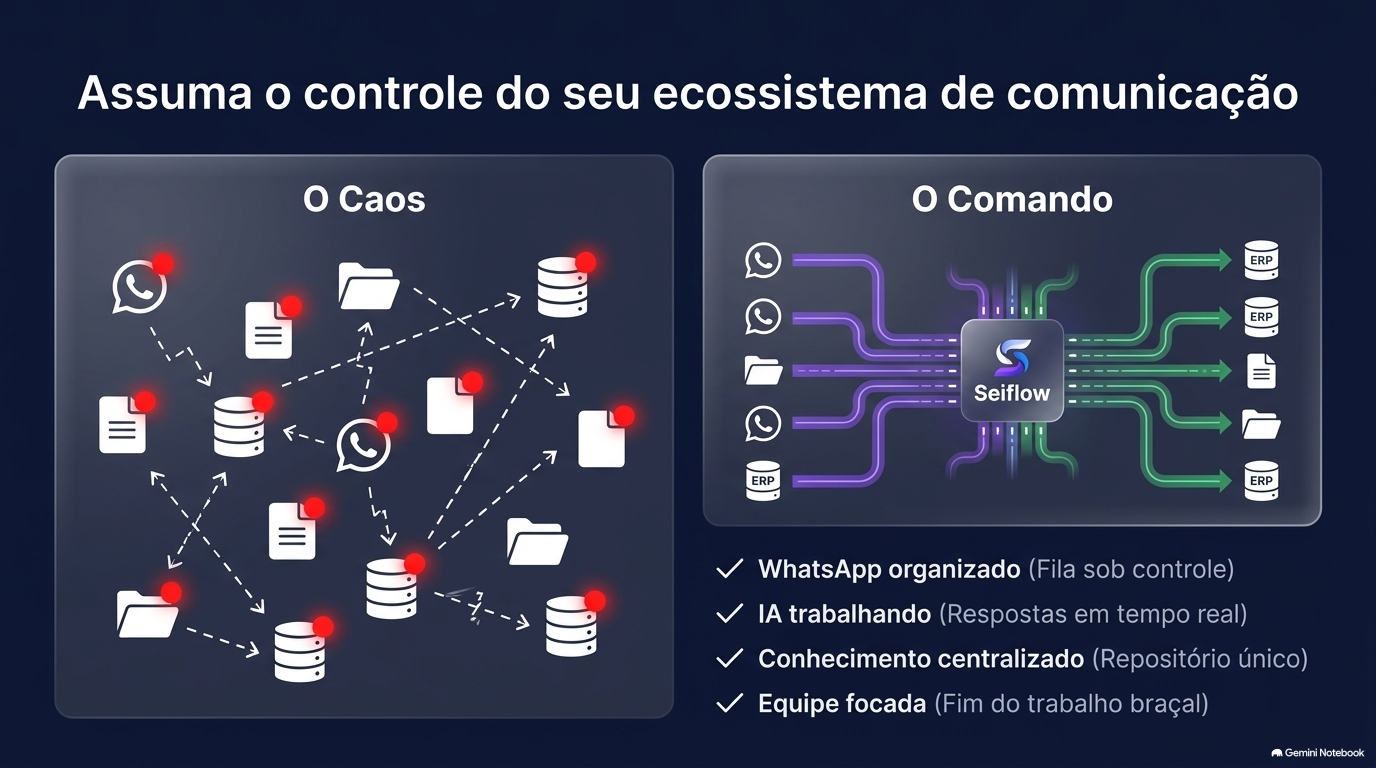 Assuma o controle do seu ecossistema de comunicação
O Caos
O Comando
ERP
ERP
ERP
ERP
Seiflow
WhatsApp organizado (Fila sob controle)
IA trabalhando (Respostas em tempo real)
Conhecimento centralizado (Repositório único)
Equipe focada (Fim do trabalho braçal)
Gemini Notebook